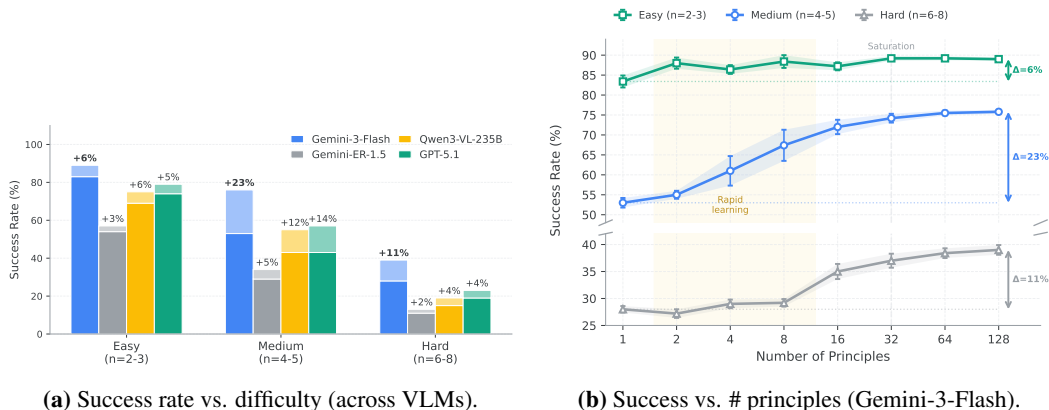 Easy (n=2-3) Medium (n=4-5) Hard (n=6-8)
Success Rate (%)
100
80
60
40
20
0
Gemini-3-Flash Qwen3-VL-235B
Gemini-ER-1.5 GPT-5.1
+6%
+3%
+6%
+5%
+23%
+5%
+12%
+14%
+11%
+2%
+4%
+4%
Easy Medium Hard
(n=2-3) (n=4-5) (n=6-8)
(a) Success rate vs. difficulty (across VLMs).
Success Rate (%)
90
85
80
75
70
65
60
55
50
40
35
30
25
Saturation
Rapid
learning
Δ=6%
Δ=23%
Δ=11%
1 2 4 8 16 32 64 128
Number of Principles
(b) Success vs. # principles (Gemini-3-Flash).